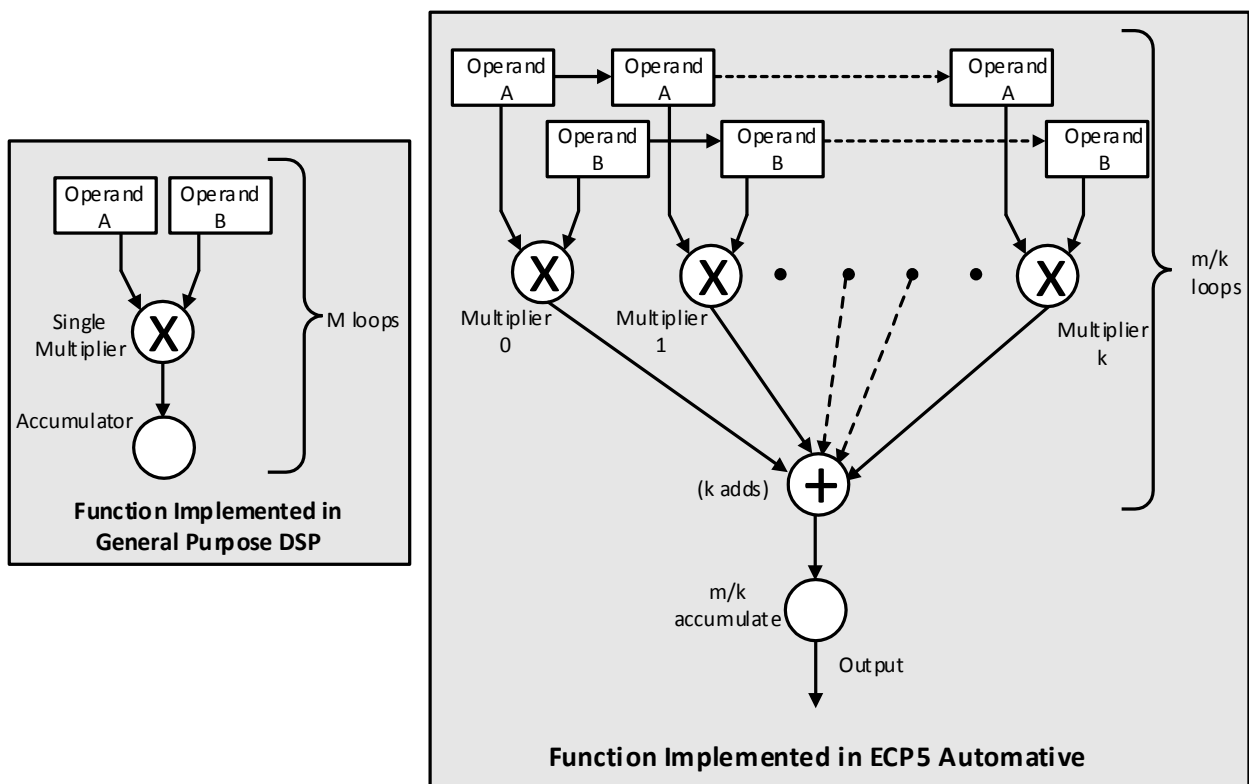 Operand
A
Operand
B
Single
Multiplier
X
Accumulator
M loops
Function Implemented in
General Purpose DSP
Operand
A
Operand
A
Operand
A
Operand
B
Operand
B
Operand
B
X
X
X
Multiplier
0
Multiplier
1
Multiplier
k
m/k
loops
(k adds)
+
m/k
accumulate
Output
Function Implemented in ECP5 Automative